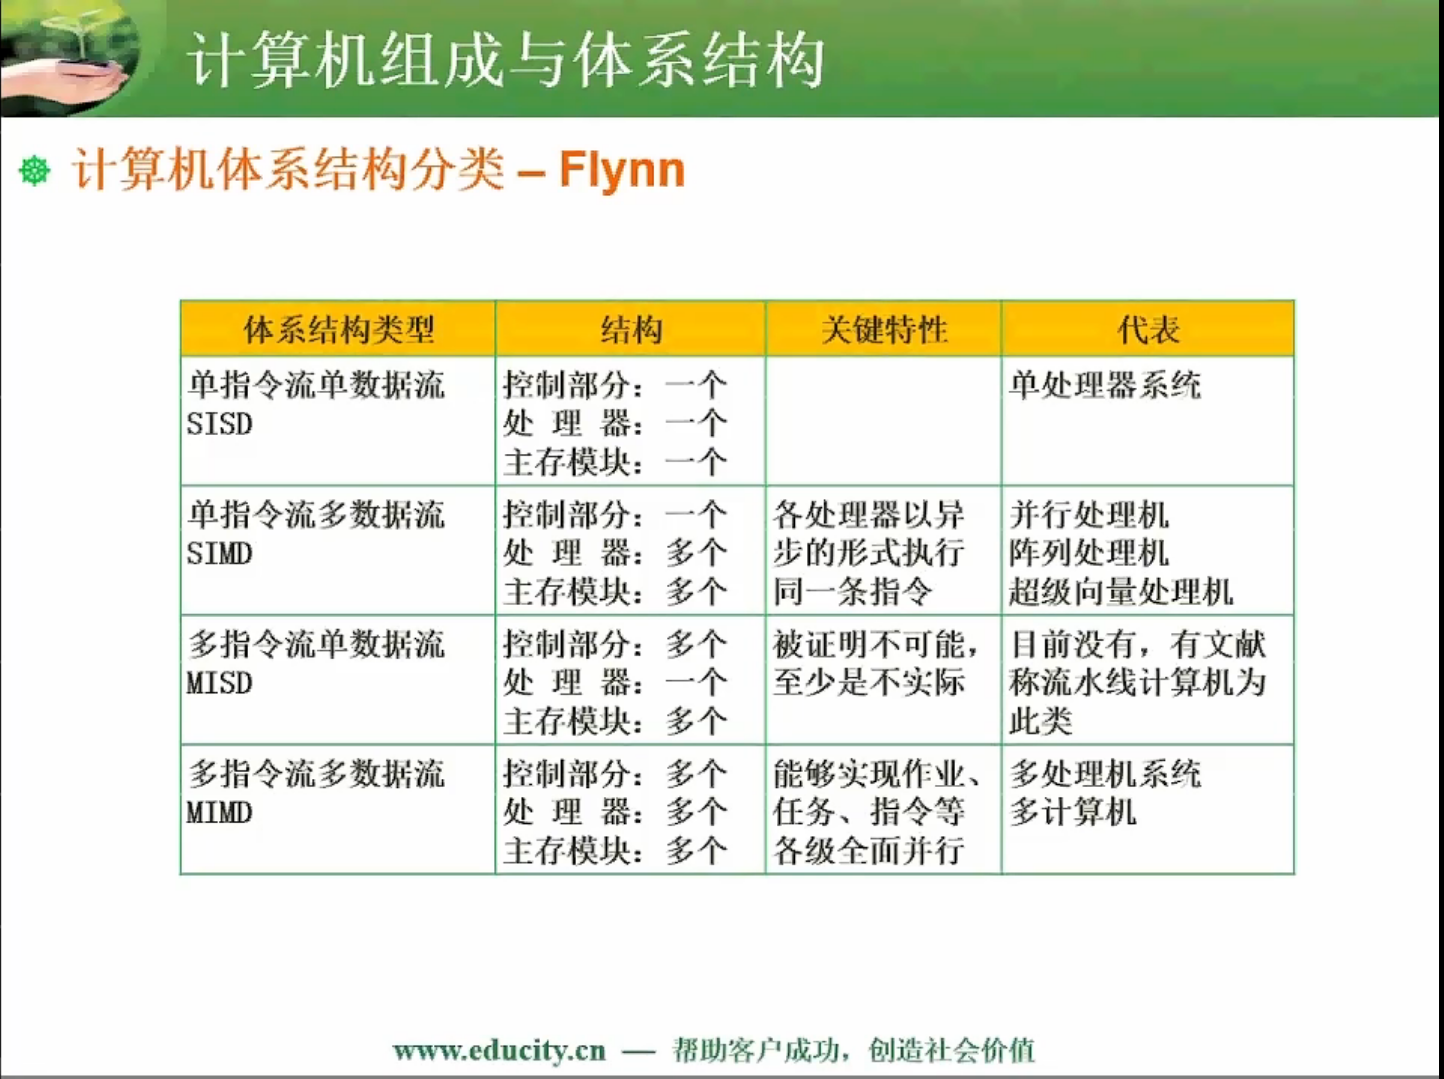 计算机组成与体系结构
计算机体系结构分类 – Flynn
体系结构类型 结构 关键特性 代表
单指令流单数据流
SISD
控制部分：一个
处 理 器：一个
主存模块：一个
单处理器系统
单指令流多数据流
SIMD
控制部分：一个
处 理 器：多个
主存模块：多个
各处理器以异
步的形式执行
同一条指令
并行处理机
阵列处理机
超级向量处理机
多指令流单数据流
MISD
控制部分：多个
处 理 器：一个
主存模块：多个
被证明不可能，
至少是不实际
目前没有，有文献
称流水线计算机为
此类
多指令流多数据流
MIMD
控制部分：多个
处 理 器：多个
主存模块：多个
能够实现作业、
任务、指令等
各级全面并行
多处理机系统
多计算机
www.educity.cn — 帮助客户成功，创造社会价值